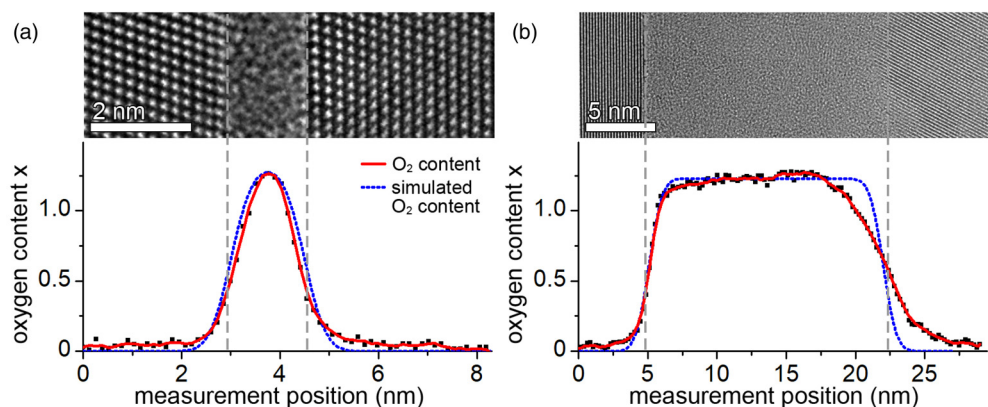 (a)
2 nm
oxygen content x
1.0
0.5
0
O₂ content
simulated
O₂ content
0 2 4 6 8
measurement position (nm)
(b)
5 nm
oxygen content x
1.0
0.5
0
0 5 10 15 20 25
measurement position (nm)